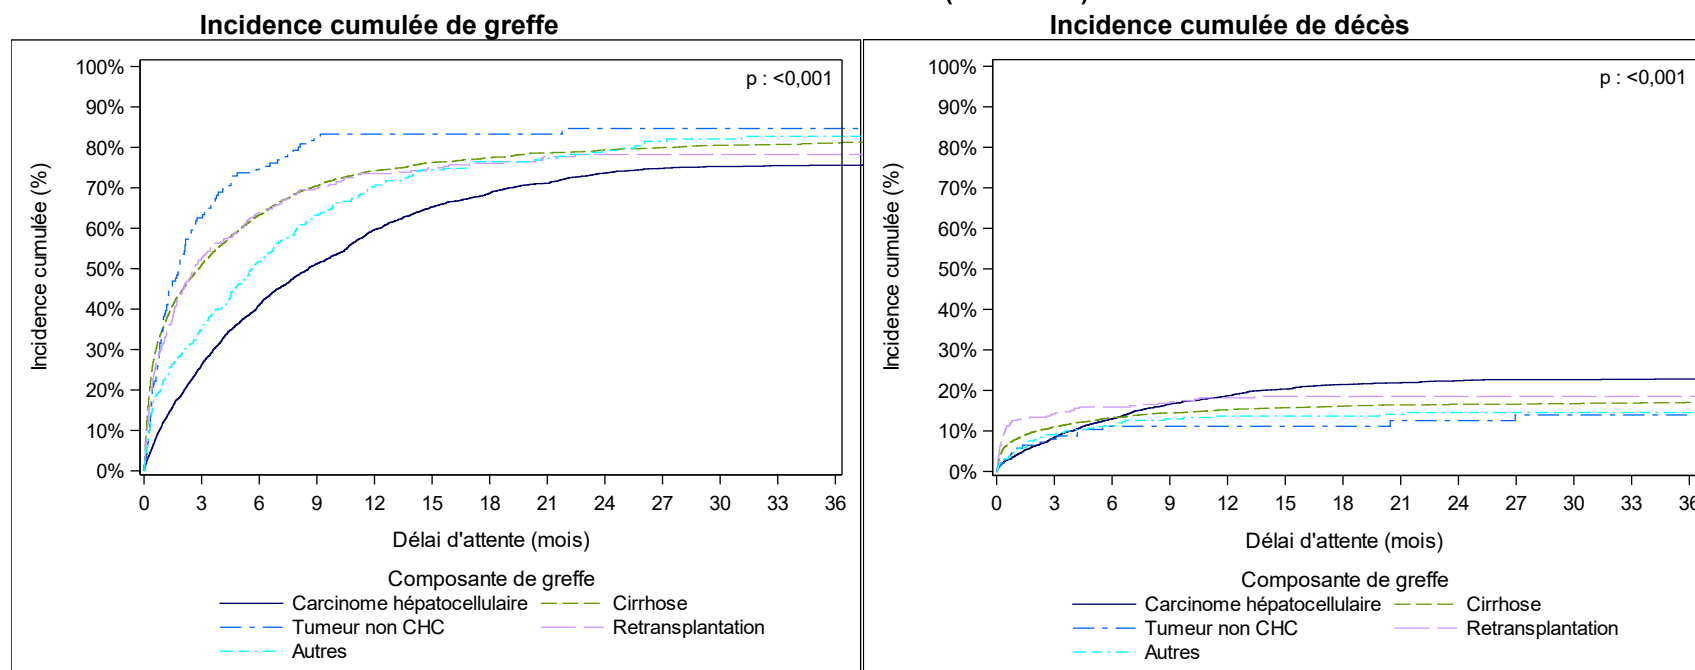 Incidence cumulée de greffe
p : <0,001
100%
90%
80%
70%
60%
50%
40%
30%
20%
10%
0%
Incidence cumulée (%)
0 3 6 9 12 15 18 21 24 27 30 33 36
Délai d'attente (mois)
Composante de greffe
Carcinome hépatocellulaire Cirrhose
Tumeur non CHC Retransplantation
Autres
Incidence cumulée de décès
p : <0,001
100%
90%
80%
70%
60%
50%
40%
30%
20%
10%
0%
Incidence cumulée (%)
0 3 6 9 12 15 18 21 24 27 30 33 36
Délai d'attente (mois)
Composante de greffe
Carcinome hépatocellulaire Cirrhose
Tumeur non CHC Retransplantation
Autres